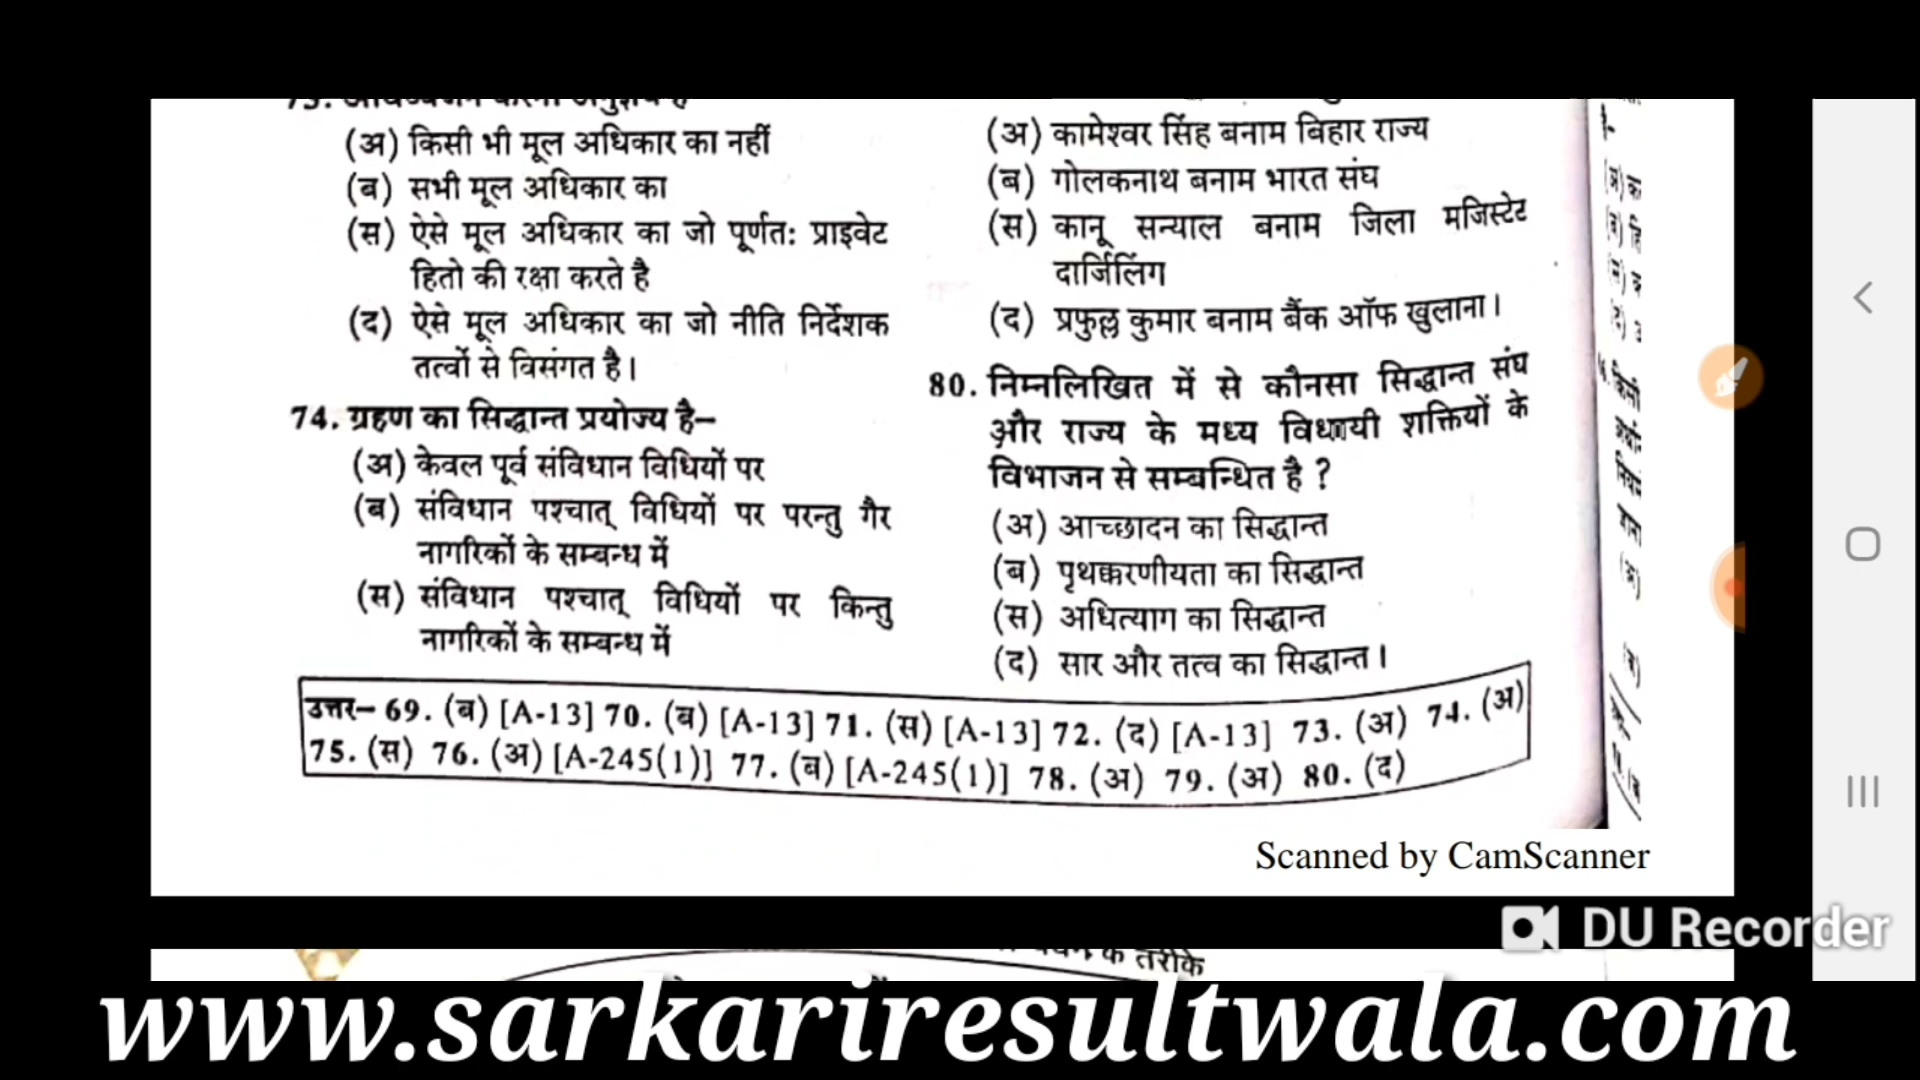 (अ) किसी भी मूल अधिकार का नहीं
(ब) सभी मूल अधिकार का
(स) ऐसे मूल अधिकार का जो पूर्णतः प्राइवेट
हितो की रक्षा करते है
(द) ऐसे मूल अधिकार का जो नीति निर्देशक
तत्वों से विसंगत है।
74. ग्रहण का सिद्धान्त प्रयोज्य है–
(अ) केवल पूर्व संविधान विधियों पर
(ब) संविधान पश्चात् विधियों पर परन्तु गैर
नागरिकों के सम्बन्ध में
(स) संविधान पश्चात् विधियों पर किन्तु
नागरिकों के सम्बन्ध में
(अ) कामेश्वर सिंह बनाम बिहार राज्य
(ब) गोलकनाथ बनाम भारत संघ
(स) कानू सन्याल बनाम जिला मजिस्टेट
दार्जिलिंग
(द) प्रफुल्ल कुमार बनाम बैंक ऑफ खुलाना।
80. निम्नलिखित में से कौनसा सिद्धान्त संघ
और राज्य के मध्य विधायी शक्तियों के
विभाजन से सम्बन्धित है ?
(अ) आच्छादन का सिद्धान्त
(ब) पृथक्करणीयता का सिद्धान्त
(स) अधित्याग का सिद्धान्त
(द) सार और तत्व का सिद्धान्त।
उत्तर– 69. (ब) [A-13] 70. (ब) [A-13] 71. (स) [A-13] 72. (द) [A-13] 73. (अ) 74. (अ)
75. (स) 76. (अ) [A-245(1)] 77. (ब) [A-245(1)] 78. (अ) 79. (अ) 80. (द)
Scanned by CamScanner
DU Recorder
के तरीके
www.sarkariresultwala.com